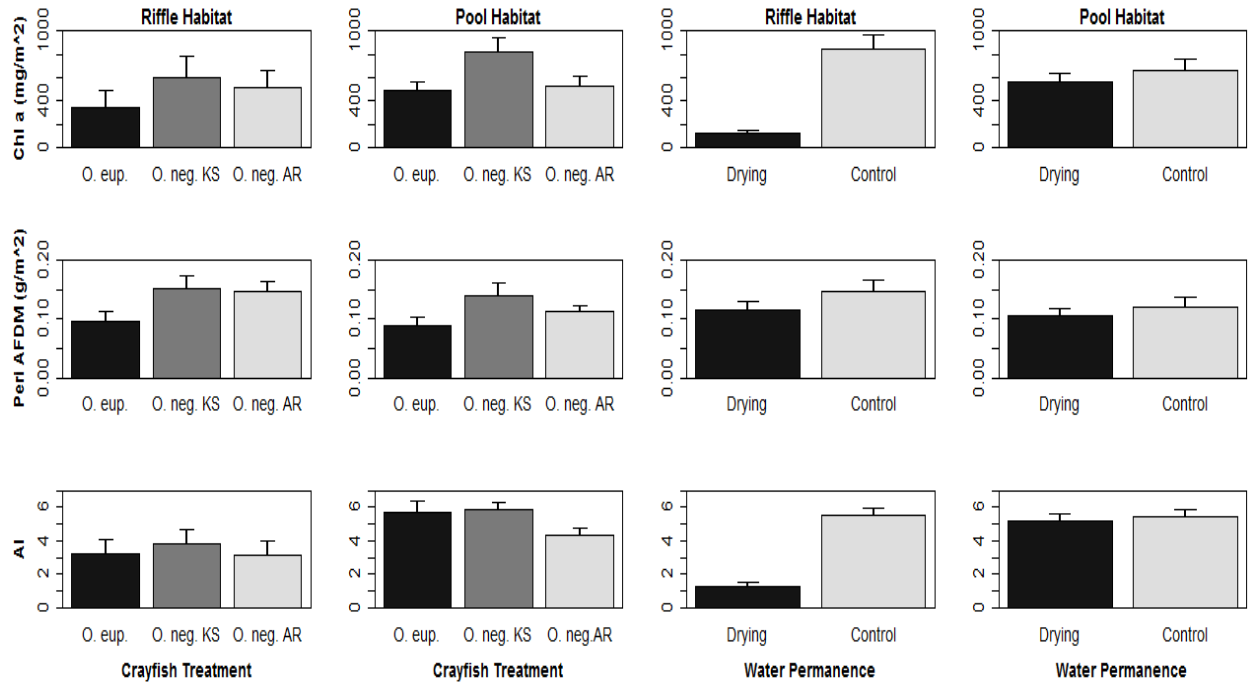 Riffle Habitat Pool Habitat Riffle Habitat Pool Habitat
Chl a (mg/m^2)
0 400 1000
0 400 1000
0 400 1000
0 400 1000
O. eup. O. neg. KS O. neg. AR
O. eup. O. neg. KS O. neg. AR
Drying Control
Drying Control
Peri AFDM (g/m^2)
0.00 0.10 0.20
0.00 0.10 0.20
0.00 0.10 0.20
0.00 0.10 0.20
O. eup. O. neg. KS O. neg. AR
O. eup. O. neg. KS O. neg. AR
Drying Control
Drying Control
AI
0 2 4 6
0 2 4 6
0 2 4 6
0 2 4 6
O. eup. O. neg. KS O. neg. AR
O. eup. O. neg. KS O. neg.AR
Drying Control
Drying Control
Crayfish Treatment Crayfish Treatment Water Permanence Water Permanence